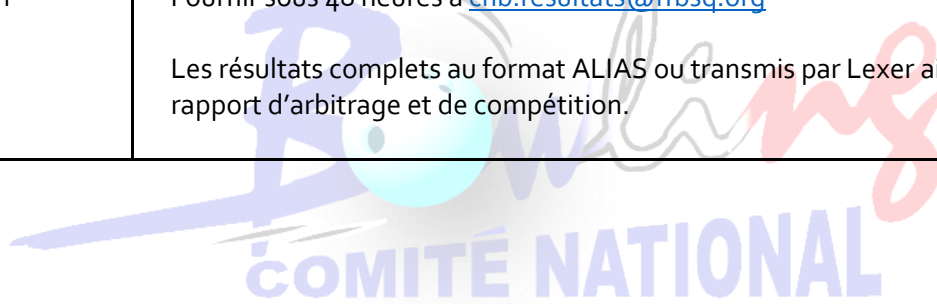 Fournir sous 48 heures à cnb.resultats@ffbsq.org
Les résultats complets au format ALIAS ou transmis par Lexer
rapport d'arbitrage et de compétition.
Bowling
COMITÉ NATIONAL